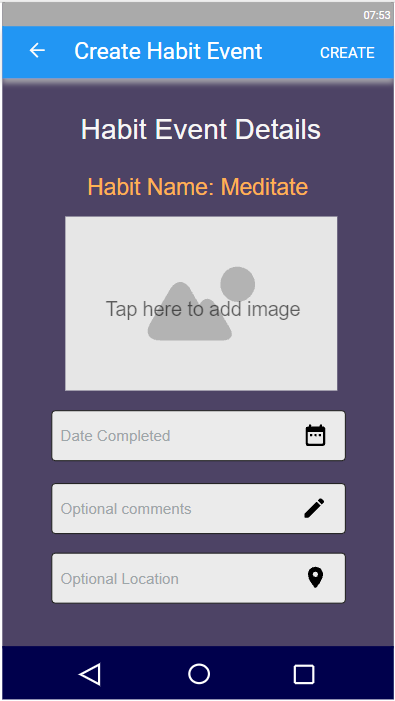 07:53
Create Habit Event
CREATE
Habit Event Details
Habit Name: Meditate
Tap here to add image
Date Completed
Optional comments
Optional Location